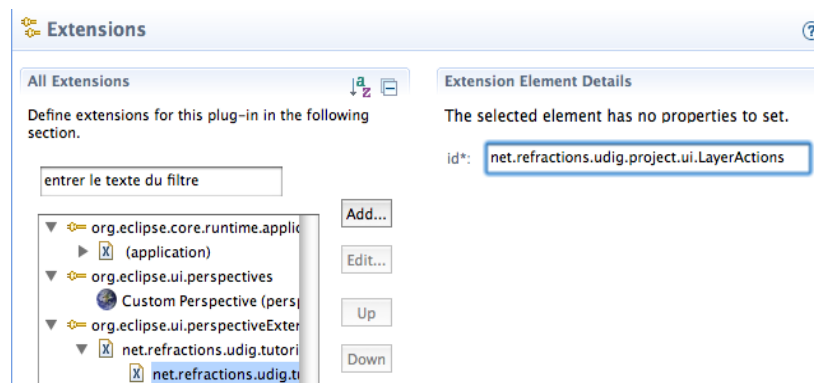 Extensions
All Extensions
Define extensions for this plug-in in the following
section.
entrer le texte du filtre
org.eclipse.core.runtime.applic
(application)
org.eclipse.ui.perspectives
Custom Perspective (persp
org.eclipse.ui.perspectiveExter
net.refractions.udig.tutori
net.refractions.udig.tu
Add...
Edit...
Up
Down
Extension Element Details
The selected element has no properties to set.
id*: net.refractions.udig.project.ui.LayerActions